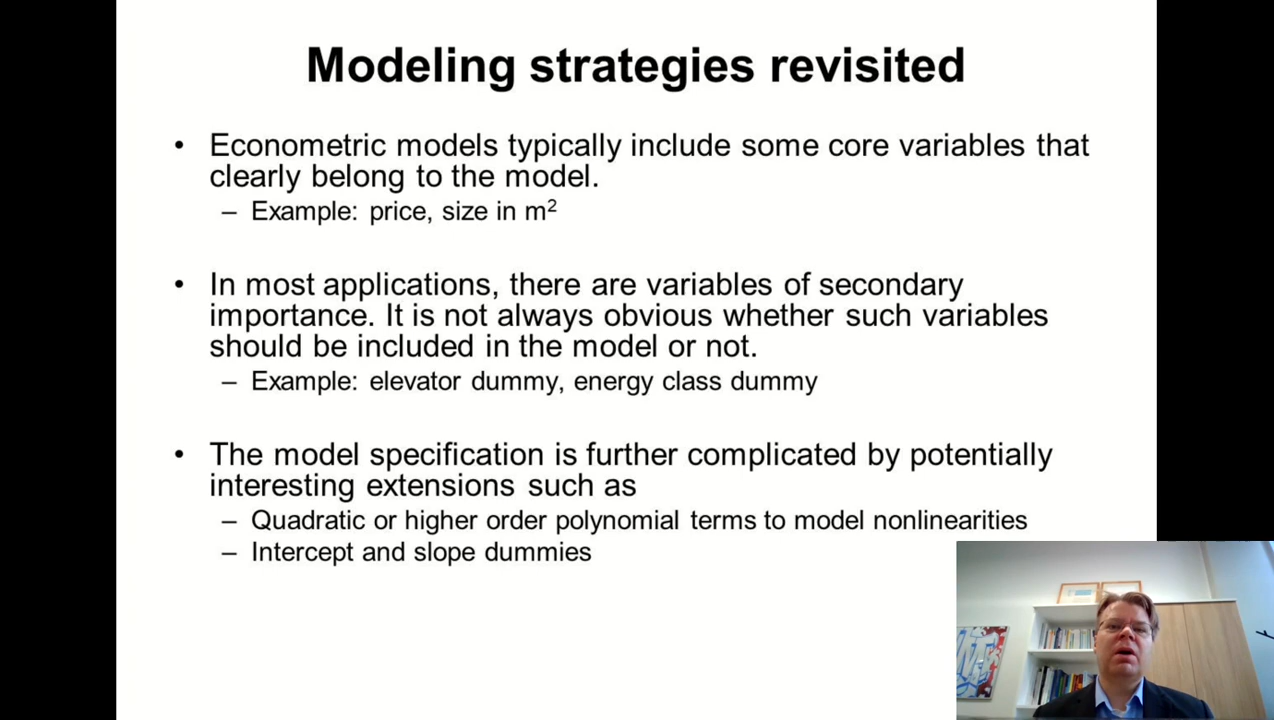 Modeling strategies revisited
• Econometric models typically include some core variables that
clearly belong to the model.
– Example: price, size in m²
• In most applications, there are variables of secondary
importance. It is not always obvious whether such variables
should be included in the model or not.
– Example: elevator dummy, energy class dummy
• The model specification is further complicated by potentially
interesting extensions such as
– Quadratic or higher order polynomial terms to model nonlinearities
– Intercept and slope dummies